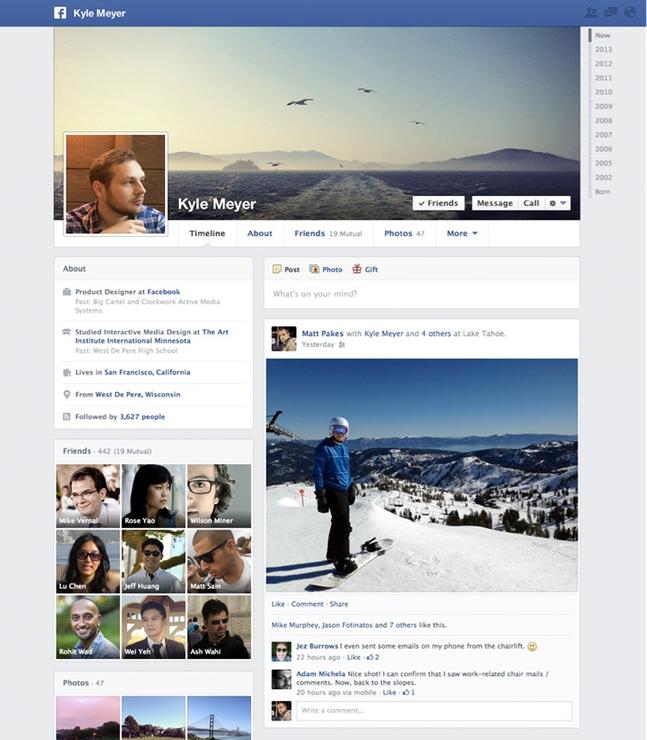 Kyle Meyer
Now
2013
2012
2011
2010
2009
2008
2007
2006
2005
2002
Born
Kyle Meyer
✓ Friends
Message
Call
Timeline
About
Friends 19 Mutual
Photos 47
More
About
Product Designer at Facebook
Past: Big Cartel and Clockwork Active Media
Systems
Studied Interactive Media Design at The Art
Institute International Minnesota
Past: West De Pere High School
Lives in San Francisco, California
From West De Pere, Wisconsin
Followed by 3,627 people
Friends · 442 (19 Mutual)
Mike Vernal
Rose Yao
Wilson Miner
Lu Chen
Jeff Huang
Matt Sain
Rohit Wad
Wei Yeh
Ash Wahi
Photos · 47
Post
Photo
Gift
What's on your mind?
Matt Pakes with Kyle Meyer and 4 others at Lake Tahoe.
Yesterday
Like · Comment · Share
Mike Murphey, Jason Fotinatos and 7 others like this.
Jez Burrows I even sent some emails on my phone from the chairlift.
22 hours ago · Like · 2
Adam Michela Nice shot! I can confirm that I saw work-related chair mails /
comments. Now, back to the slopes.
20 hours ago via mobile · Like · 1
Write a comment...